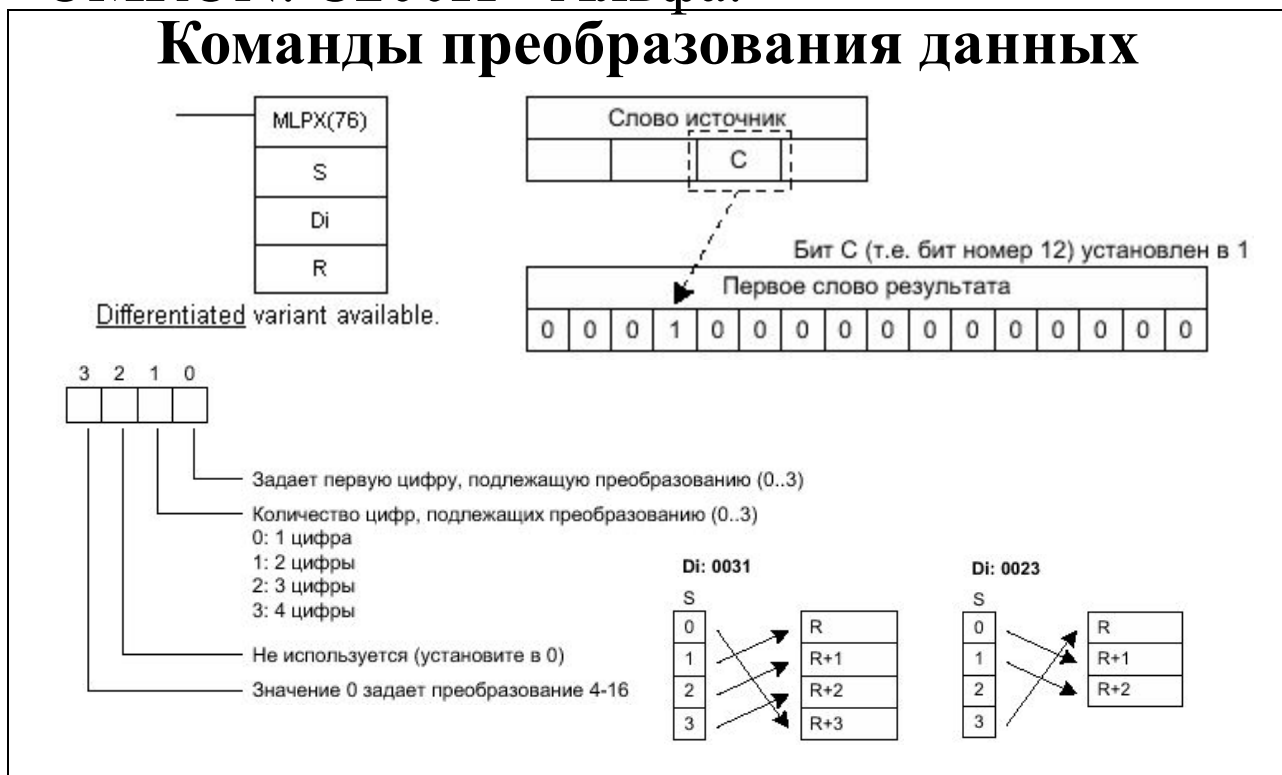 Команды преобразования данных
MLPX(76)
S
Di
R
Differentiated variant available.
Слово источник
C
Бит С (т.е. бит номер 12) установлен в 1
Первое слово результата
0 0 0 1 0 0 0 0 0 0 0 0 0 0 0 0
3 2 1 0
Задает первую цифру, подлежащую преобразованию (0..3)
Количество цифр, подлежащих преобразованию (0..3)
0: 1 цифра
1: 2 цифры
2: 3 цифры
3: 4 цифры
Не используется (установите в 0)
Значение 0 задает преобразование 4-16
Di: 0031
S
0 R
1 R+1
2 R+2
3 R+3
Di: 0023
S
0 R
1 R+1
2 R+2
3